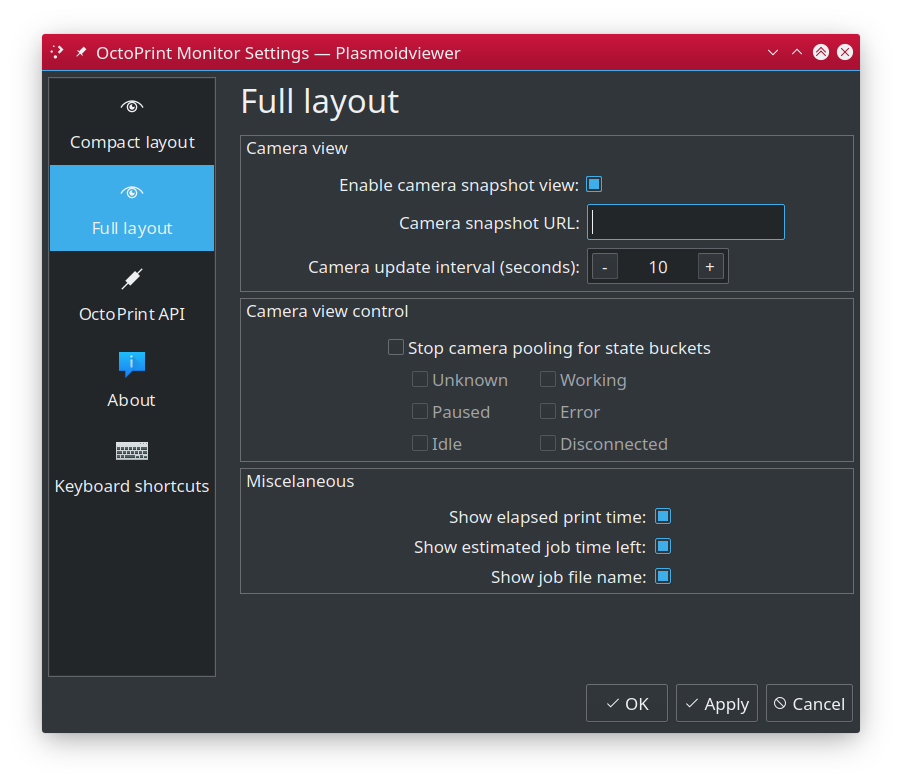 OctoPrint Monitor Settings — Plasmoidviewer
Compact layout
Full layout
OctoPrint API
About
Keyboard shortcuts
Full layout
Camera view
Enable camera snapshot view:
Camera snapshot URL:
Camera update interval (seconds): - 10 +
Camera view control
Stop camera pooling for state buckets
Unknown Working
Paused Error
Idle Disconnected
Miscelaneous
Show elapsed print time:
Show estimated job time left:
Show job file name:
OK Apply Cancel